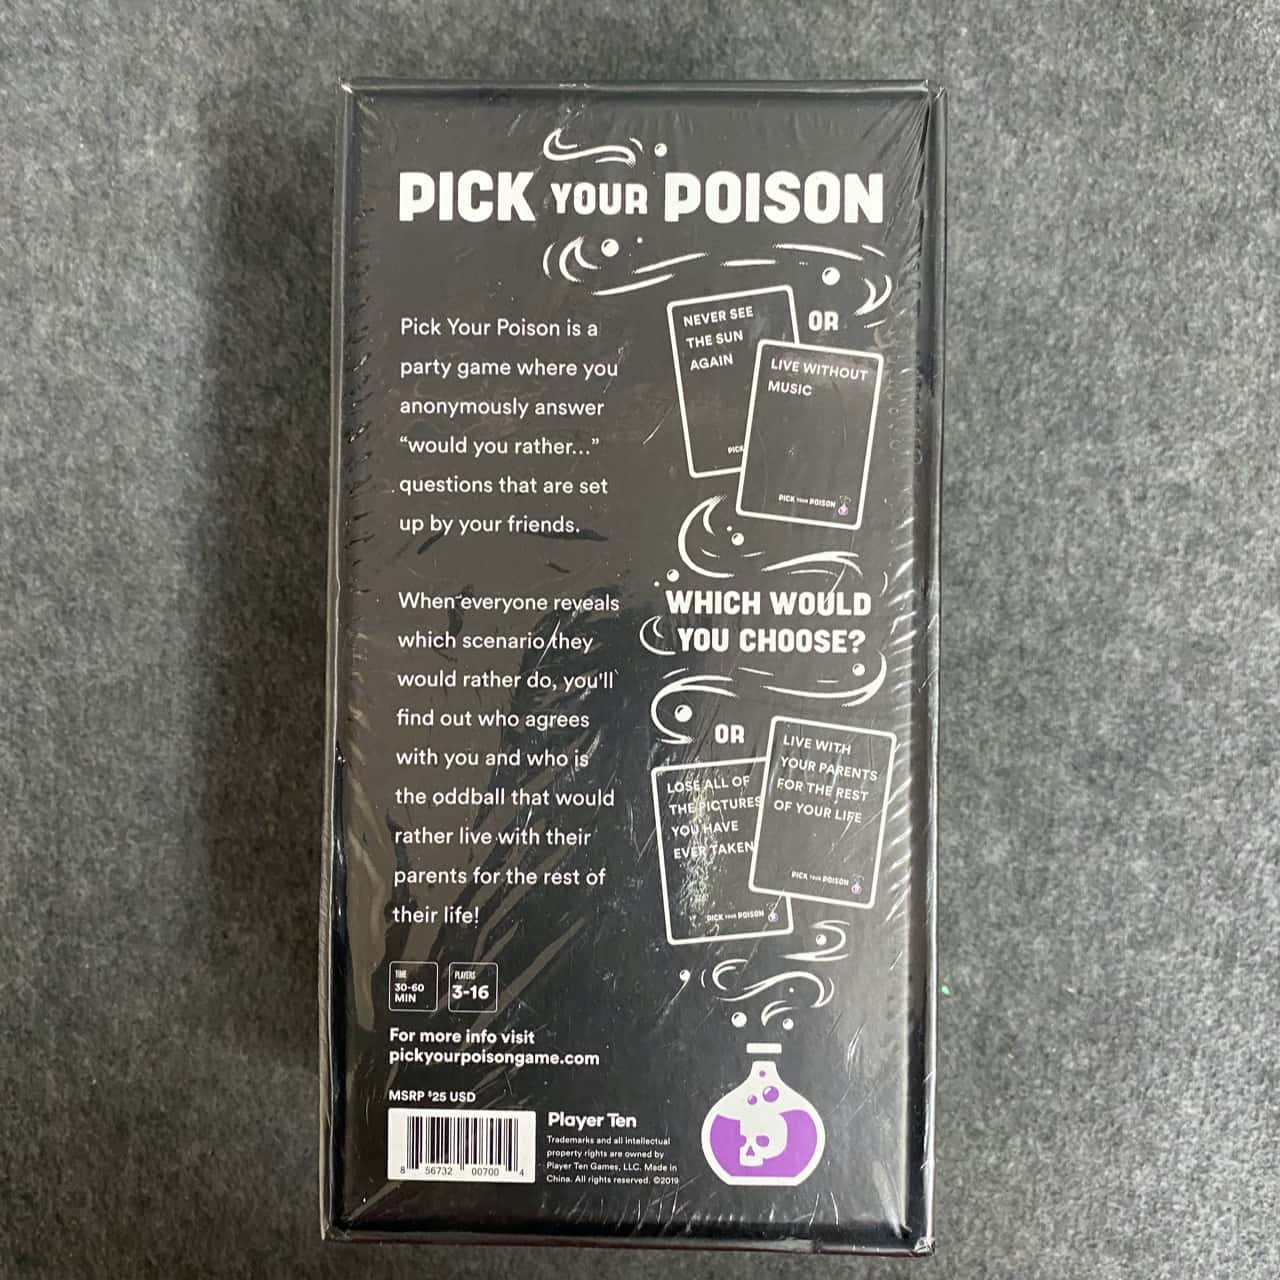 PICK YOUR POISON
Pick Your Poison is a
party game where you
anonymously answer
“would you rather...”
questions that are set
up by your friends.
When everyone reveals
which scenario they
would rather do, you'll
find out who agrees
with you and who is
the oddball that would
rather live with their
parents for the rest of
their life!
NEVER SEE
THE SUN
AGAIN
PICK
OR
LIVE WITHOUT
MUSIC
PICK YOUR POISON
WHICH WOULD
YOU CHOOSE?
OR
LOSE ALL OF
THE PICTURES
YOU HAVE
EVER TAKEN
PICK YOUR POISON
LIVE WITH
YOUR PARENTS
FOR THE REST
OF YOUR LIFE
PICK YOUR POISON
TIME
30-60
MIN
PLAYERS
3-16
For more info visit
pickyourpoisongame.com
MSRP $25 USD
8 56732 00700 4
Player Ten
Trademarks and all intellectual
property rights are owned by
Player Ten Games, LLC. Made in
China. All rights reserved. ©2019